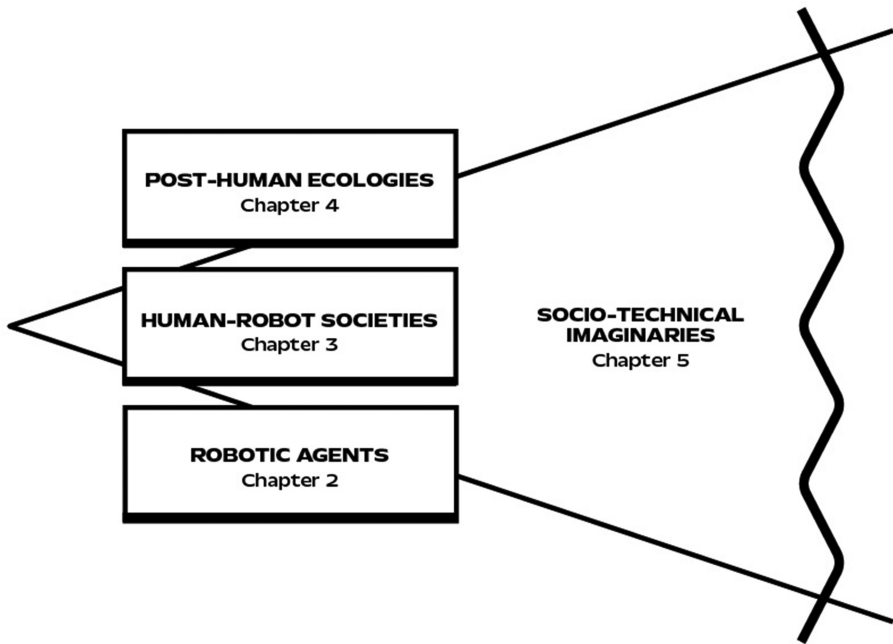 POST-HUMAN ECOLOGIES
Chapter 4
HUMAN-ROBOT SOCIETIES
Chapter 3
ROBOTIC AGENTS
Chapter 2
SOCIO-TECHNICAL
IMAGINARIES
Chapter 5